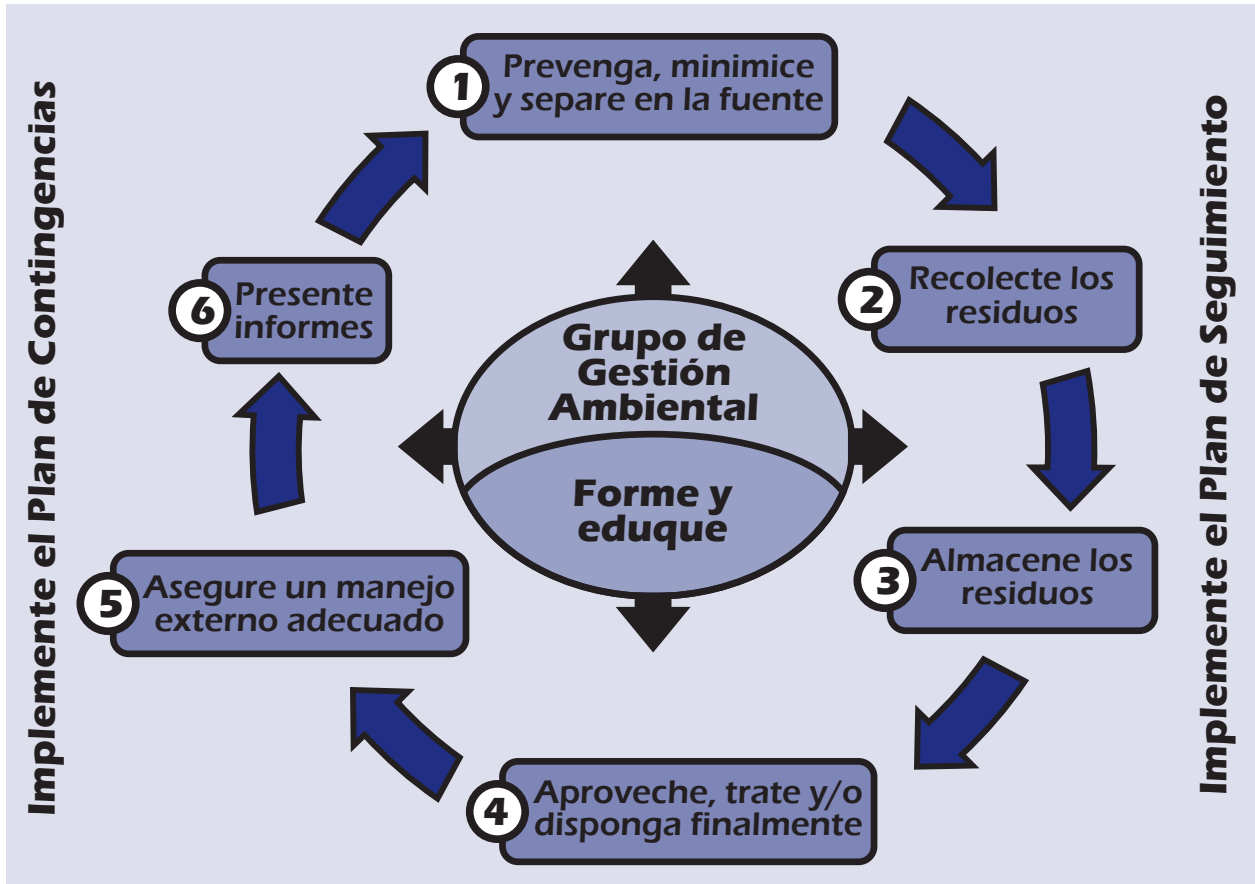 Implemente el Plan de Contingencias
1
Prevenga, minimice
y separe en la fuente
2
Recolecte los
residuos
3
Almacene los
residuos
4
Aproveche, trate y/o
disponga finalmente
5
Asegure un manejo
externo adecuado
6
Presente
informes
Grupo de
Gestión
Ambiental
Forme y
eduque
Implemente el Plan de Seguimiento